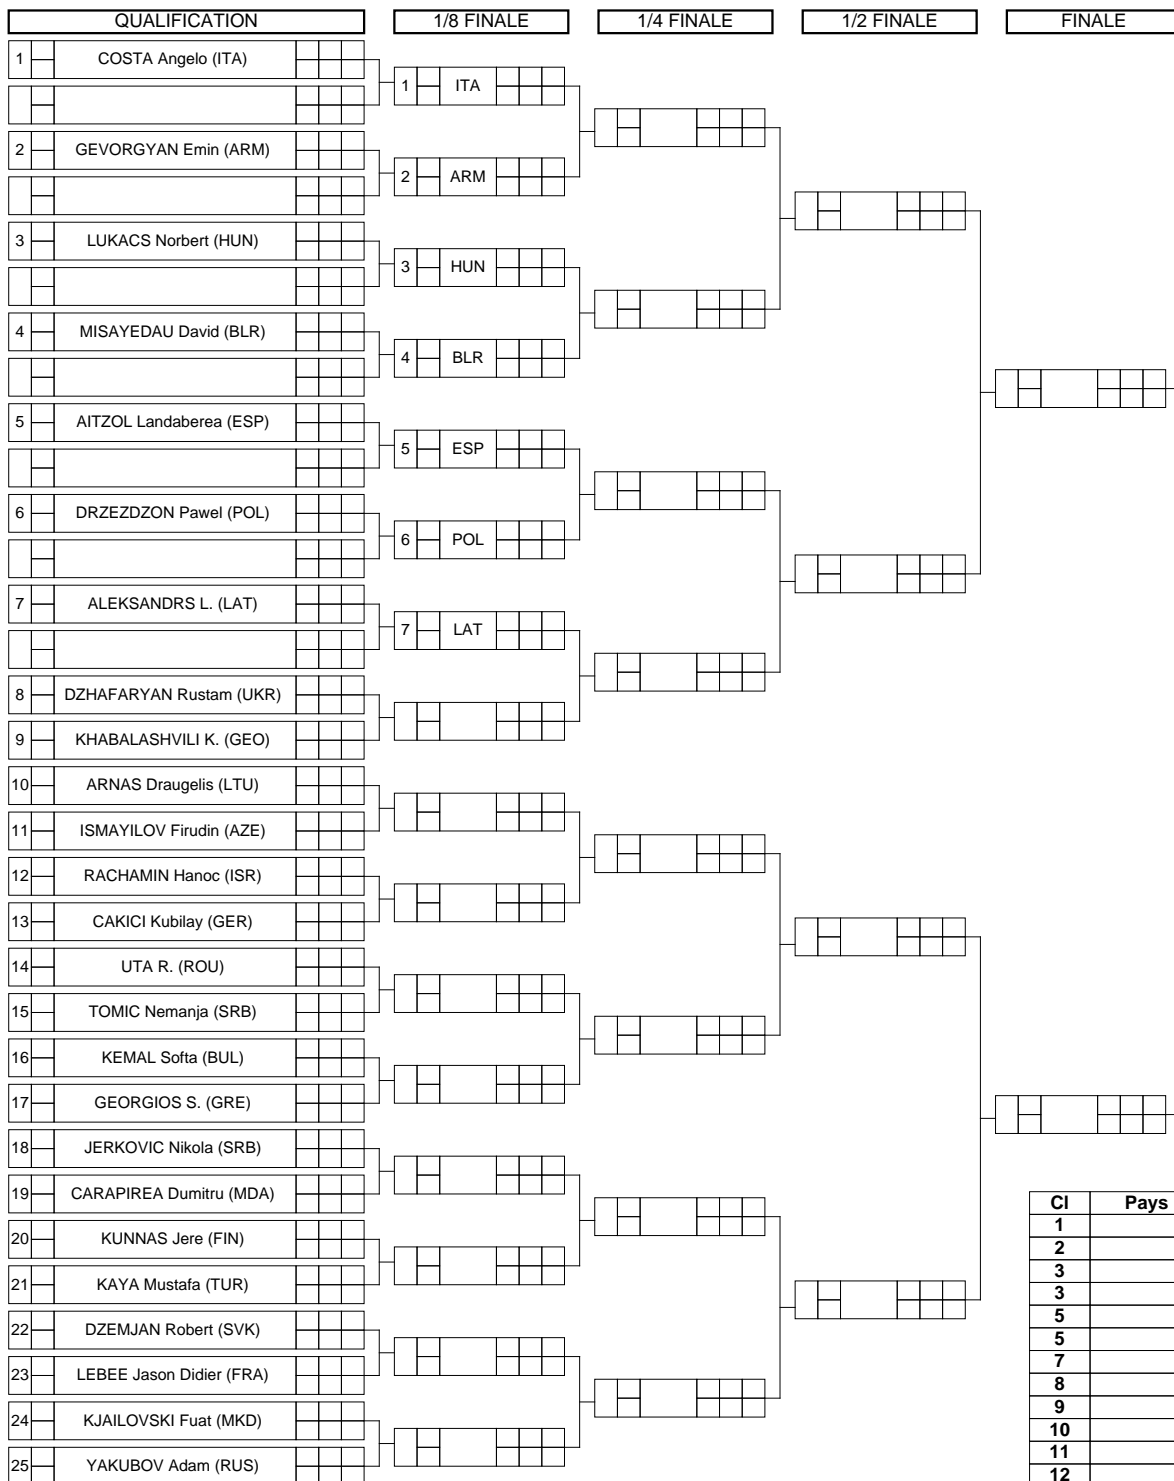 QUALIFICATION 1/8 FINALE 1/4 FINALE 1/2 FINALE FINALE
1 COSTA Angelo (ITA)
1 ITA
2 GEVORGYAN Emin (ARM)
2 ARM
3 LUKACS Norbert (HUN)
3 HUN
4 MISAYEDAU David (BLR)
4 BLR
5 AITZOL Landaberea (ESP)
5 ESP
6 DRZEZDZON Pawel (POL)
6 POL
7 ALEKSANDRS L. (LAT)
7 LAT
8 DZHAFARYAN Rustam (UKR)
9 KHABALASHVILI K. (GEO)
10 ARNAS Draugelis (LTU)
11 ISMAYILOV Firudin (AZE)
12 RACHAMIN Hanoc (ISR)
13 CAKICI Kubilay (GER)
14 UTA R. (ROU)
15 TOMIC Nemanja (SRB)
16 KEMAL Softa (BUL)
17 GEORGIOS S. (GRE)
18 JERKOVIC Nikola (SRB)
19 CARAPIREA Dumitru (MDA)
20 KUNNAS Jere (FIN)
21 KAYA Mustafa (TUR)
22 DZEMJAN Robert (SVK)
23 LEBEE Jason Didier (FRA)
24 KJAILOVSKI Fuat (MKD)
25 YAKUBOV Adam (RUS)
Cl Pays
1
2
3
3
5
5
7
8
9
10
11
12